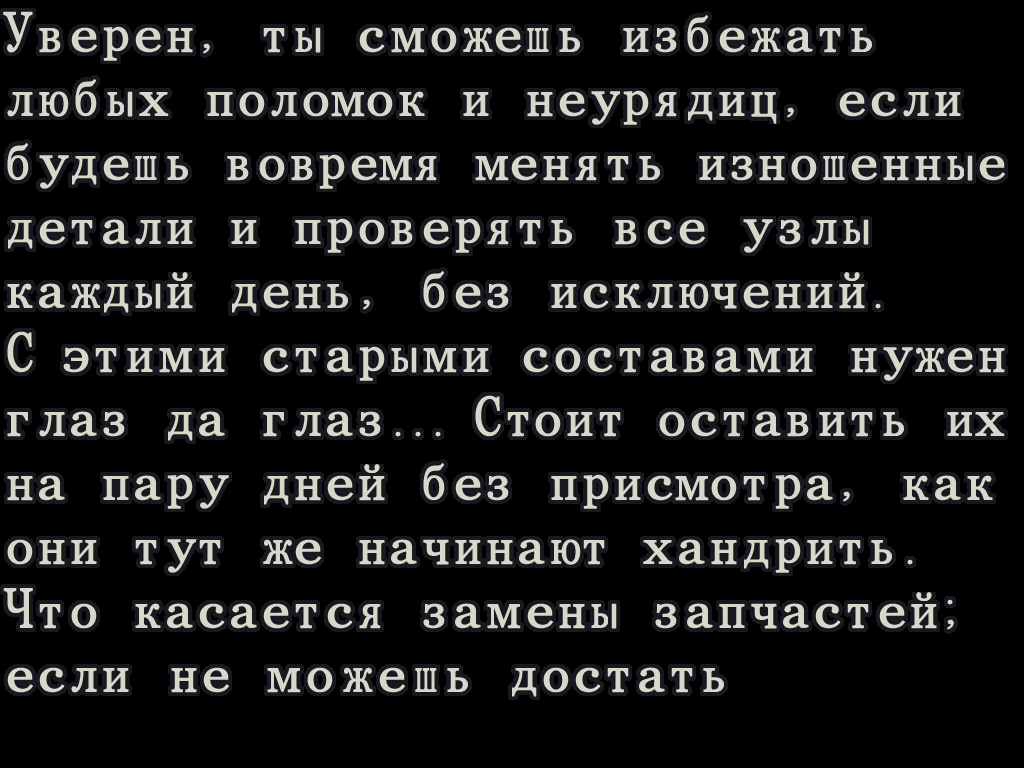 Уверен, ты сможешь избежать
любых поломок и неурядиц, если
будешь вовремя менять изношенные
детали и проверять все узлы
каждый день, без исключений.
С этими старыми составами нужен
глаз да глаз... Стоит оставить их
на пару дней без присмотра, как
они тут же начинают хандрить.
Что касается замены запчастей;
если не можешь достать